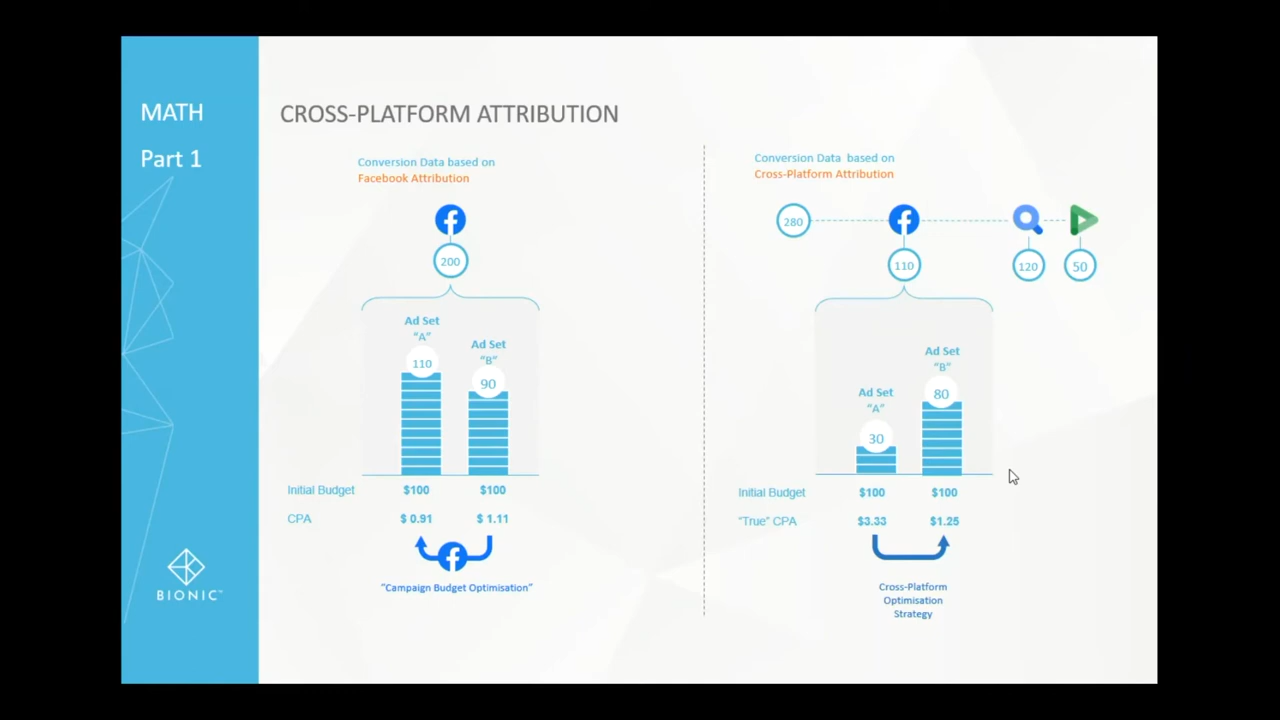 MATH
Part 1
BIONIC™
CROSS-PLATFORM ATTRIBUTION
Conversion Data based on
Facebook Attribution
200
Ad Set
"A"
110
Ad Set
"B"
90
Initial Budget $100 $100
CPA $ 0.91 $ 1.11
"Campaign Budget Optimisation"
Conversion Data based on
Cross-Platform Attribution
280
110
120
50
Ad Set
"A"
30
Ad Set
"B"
80
Initial Budget $100 $100
"True" CPA $3.33 $1.25
Cross-Platform
Optimisation
Strategy